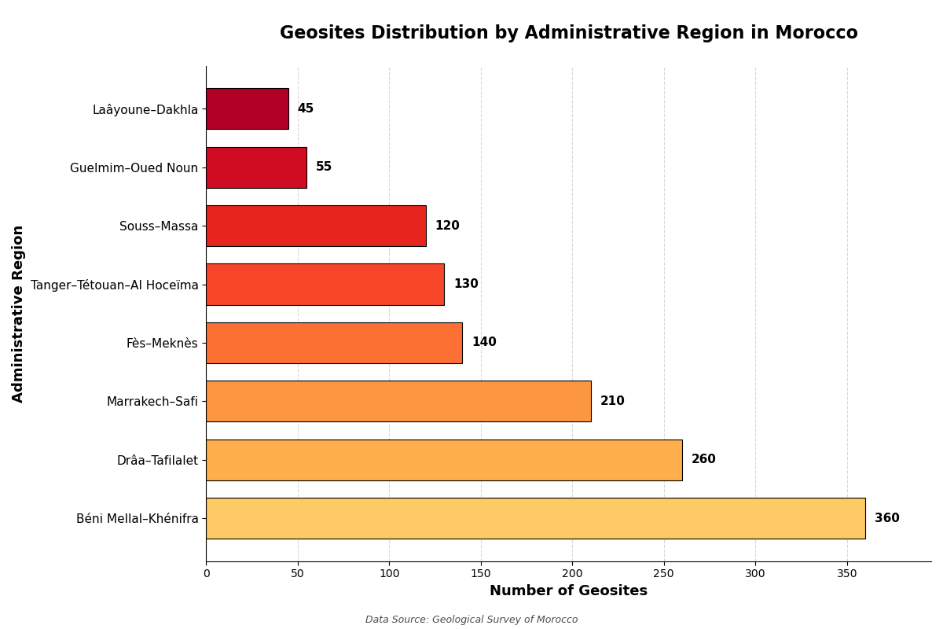 Geosites Distribution by Administrative Region in Morocco
Administrative Region
Laâyoune–Dakhla 45
Guelmim–Oued Noun 55
Souss–Massa 120
Tanger–Tétouan–Al Hoceïma 130
Fès–Meknès 140
Marrakech–Safi 210
Drâa–Tafilalet 260
Béni Mellal–Khénifra 360
0 50 100 150 200 250 300 350
Number of Geosites
Data Source: Geological Survey of Morocco